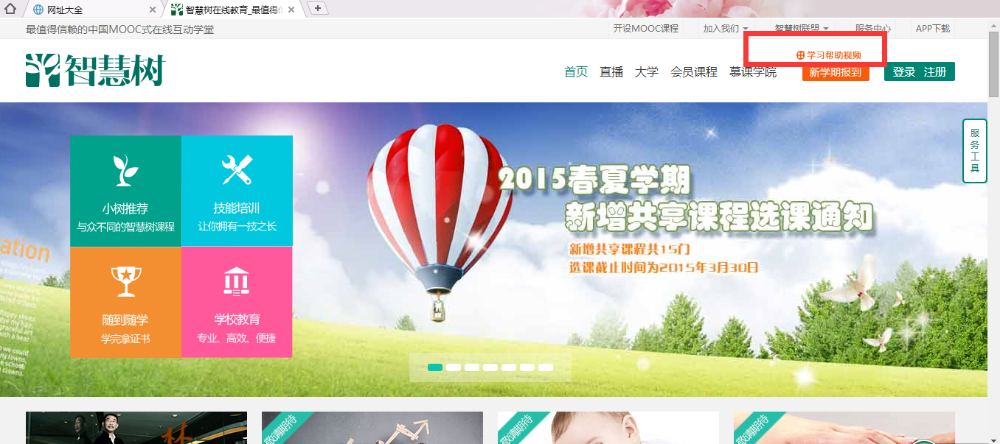 网址大全
智慧树在线教育_最值得信
最值得信赖的中国MOOC式在线互动学堂
开设MOOC课程 加入我们 智慧树联盟 服务中心 APP下载
学习帮助视频
智慧树
首页 直播 大学 会员课程 慕课学院 新学期报到 登录 注册
服务工具
小树推荐
与众不同的智慧树课程
技能培训
让你拥有一技之长
2015春夏学期
新增共享课程选课通知
新增共享课程共15门
选课截止时间为2015年3月30日
ation
随到随学
学完拿证书
学校教育
专业、高效、便捷
敬请期待
敬请期待
敬请期待